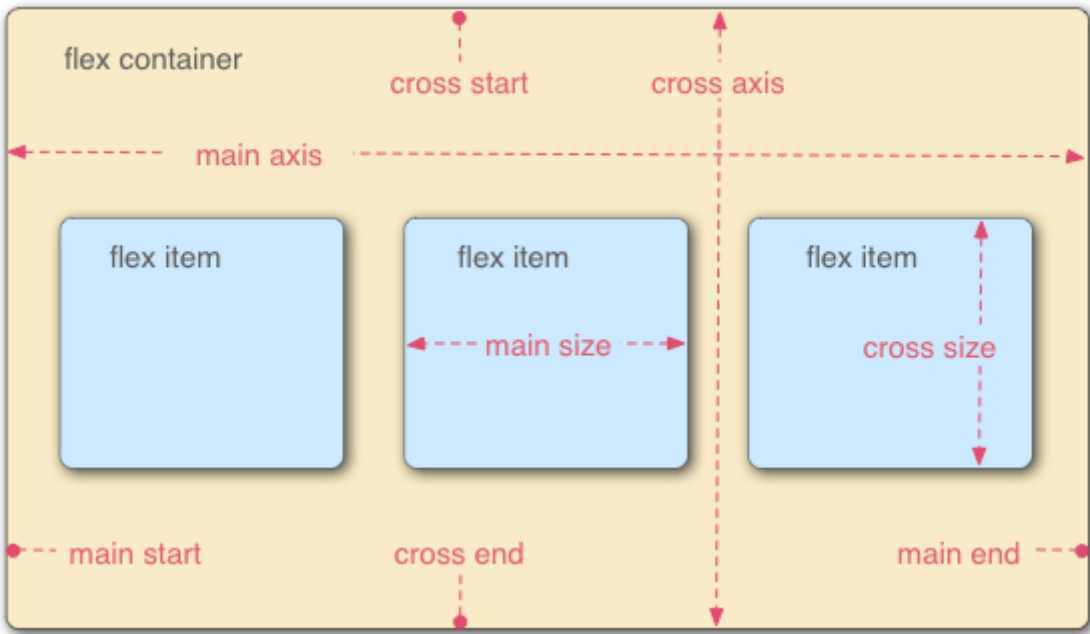 flex container
cross start
cross axis
main axis
flex item
flex item
flex item
main size
cross size
main start
cross end
main end